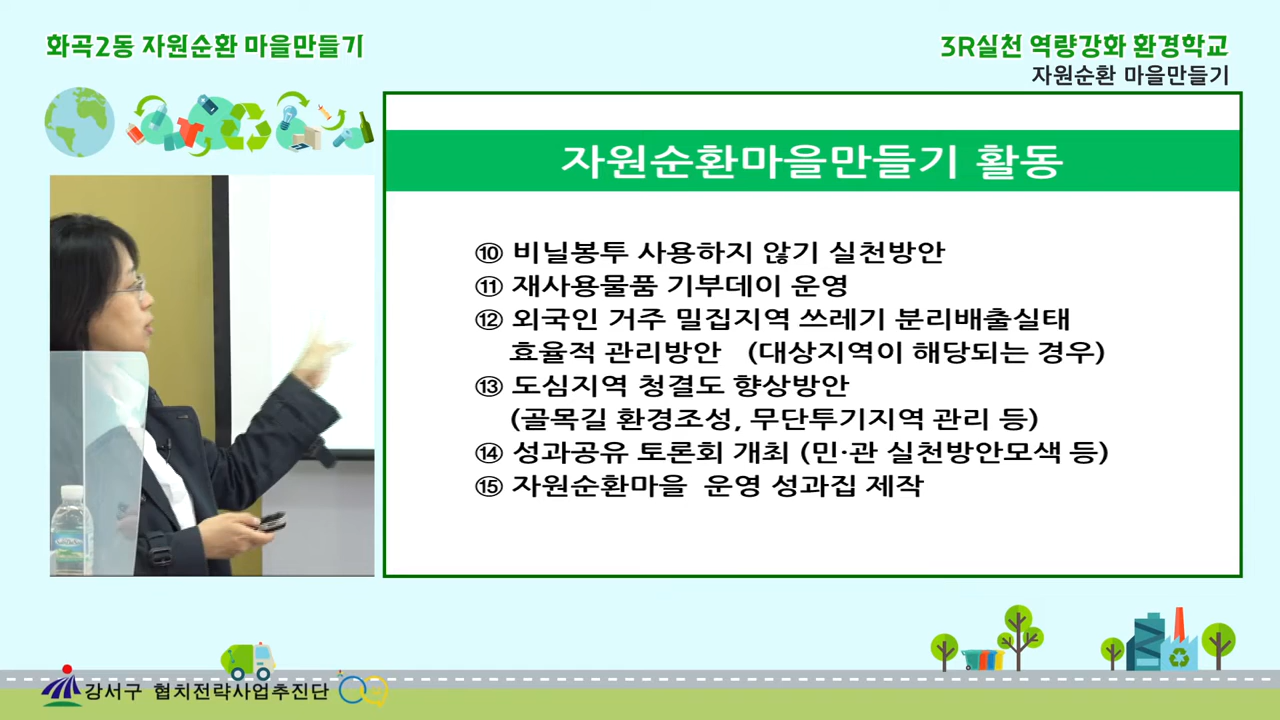 화곡2동 자원순환 마을만들기
3R실천 역량강화 환경학교
자원순환 마을만들기
자원순환마을만들기 활동
⑩ 비닐봉투 사용하지 않기 실천방안
⑪ 재사용물품 기부데이 운영
⑫ 외국인 거주 밀집지역 쓰레기 분리배출실태
효율적 관리방안 (대상지역이 해당되는 경우)
⑬ 도심지역 청결도 향상방안
(골목길 환경조성, 무단투기지역 관리 등)
⑭ 성과공유 토론회 개최 (민·관 실천방안모색 등)
⑮ 자원순환마을 운영 성과집 제작
강서구 협치전략사업추진단